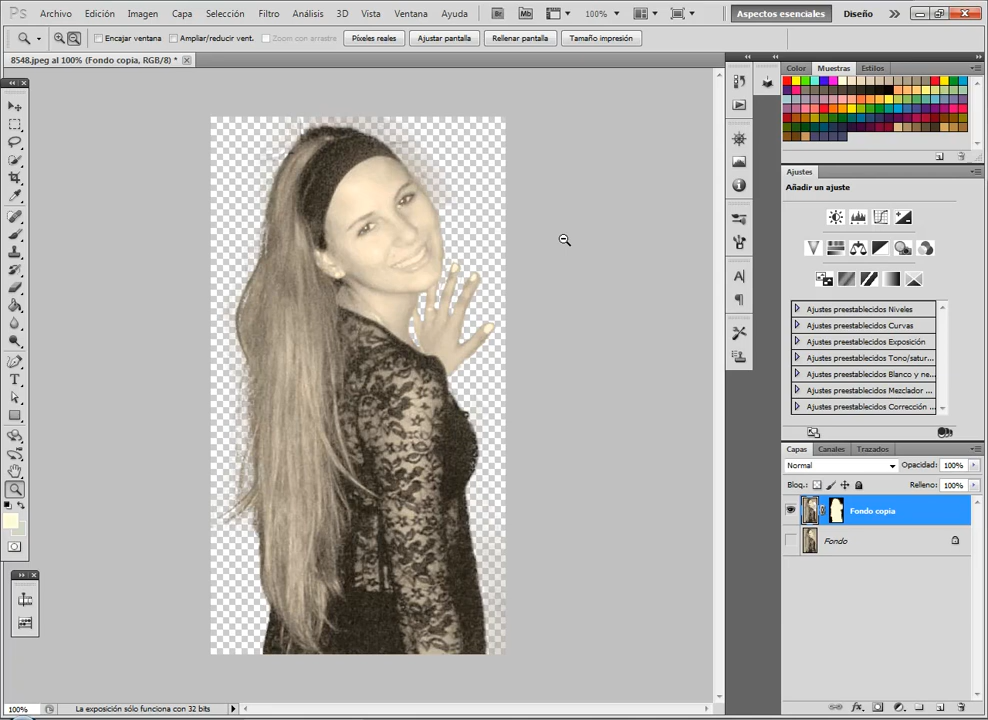 Ps Archivo Edición Imagen Capa Selección Filtro Análisis 3D Vista Ventana Ayuda Br Mb 100% Aspectos esenciales Diseño
Encajar ventana Ampliar/reducir vent. Zoom con arrastre Píxeles reales Ajustar pantalla Rellenar pantalla Tamaño impresión
8548.jpeg al 100% (Fondo copia, RGB/8) *
Color Muestras Estilos
Ajustes
Añadir un ajuste
Ajustes preestablecidos Niveles
Ajustes preestablecidos Curvas
Ajustes preestablecidos Exposición
Ajustes preestablecidos Tono/satur...
Ajustes preestablecidos Blanco y ne...
Ajustes preestablecidos Mezclador ...
Ajustes preestablecidos Corrección ...
Capas Canales Trazados
Normal Opacidad: 100%
Bloq.: Relleno: 100%
Fondo copia
Fondo
100% La exposición sólo funciona con 32 bits